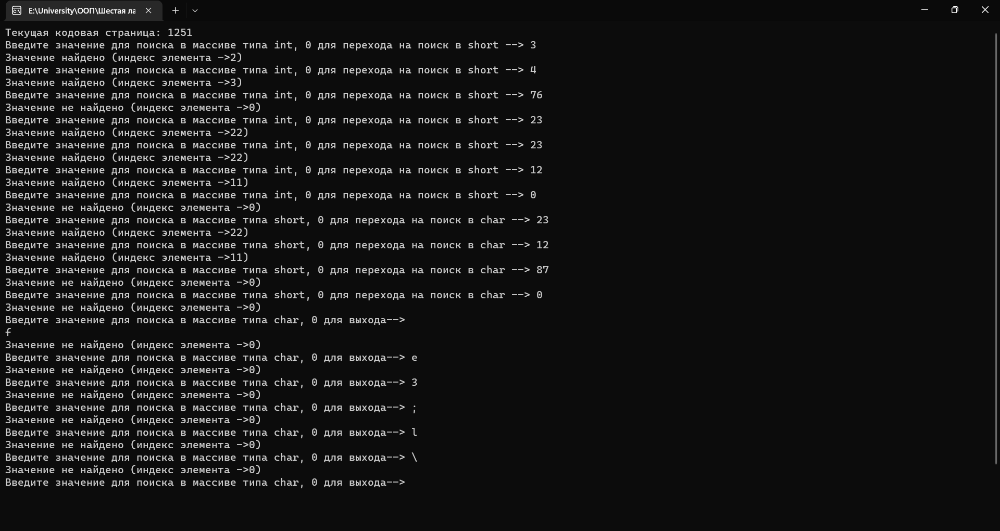 E:\University\ООП\Шестая ла
Текущая кодовая страница: 1251
Введите значение для поиска в массиве типа int, 0 для перехода на поиск в short --> 3
Значение найдено (индекс элемента ->2)
Введите значение для поиска в массиве типа int, 0 для перехода на поиск в short --> 4
Значение найдено (индекс элемента ->3)
Введите значение для поиска в массиве типа int, 0 для перехода на поиск в short --> 76
Значение не найдено (индекс элемента ->0)
Введите значение для поиска в массиве типа int, 0 для перехода на поиск в short --> 23
Значение найдено (индекс элемента ->22)
Введите значение для поиска в массиве типа int, 0 для перехода на поиск в short --> 23
Значение найдено (индекс элемента ->22)
Введите значение для поиска в массиве типа int, 0 для перехода на поиск в short --> 12
Значение найдено (индекс элемента ->11)
Введите значение для поиска в массиве типа int, 0 для перехода на поиск в short --> 0
Значение не найдено (индекс элемента ->0)
Введите значение для поиска в массиве типа short, 0 для перехода на поиск в char --> 23
Значение найдено (индекс элемента ->22)
Введите значение для поиска в массиве типа short, 0 для перехода на поиск в char --> 12
Значение найдено (индекс элемента ->11)
Введите значение для поиска в массиве типа short, 0 для перехода на поиск в char --> 87
Значение не найдено (индекс элемента ->0)
Введите значение для поиска в массиве типа short, 0 для перехода на поиск в char --> 0
Значение не найдено (индекс элемента ->0)
Введите значение для поиска в массиве типа char, 0 для выхода-->
f
Значение не найдено (индекс элемента ->0)
Введите значение для поиска в массиве типа char, 0 для выхода--> e
Значение не найдено (индекс элемента ->0)
Введите значение для поиска в массиве типа char, 0 для выхода--> 3
Значение не найдено (индекс элемента ->0)
Введите значение для поиска в массиве типа char, 0 для выхода--> ;
Значение не найдено (индекс элемента ->0)
Введите значение для поиска в массиве типа char, 0 для выхода--> l
Значение не найдено (индекс элемента ->0)
Введите значение для поиска в массиве типа char, 0 для выхода--> \
Значение не найдено (индекс элемента ->0)
Введите значение для поиска в массиве типа char, 0 для выхода-->